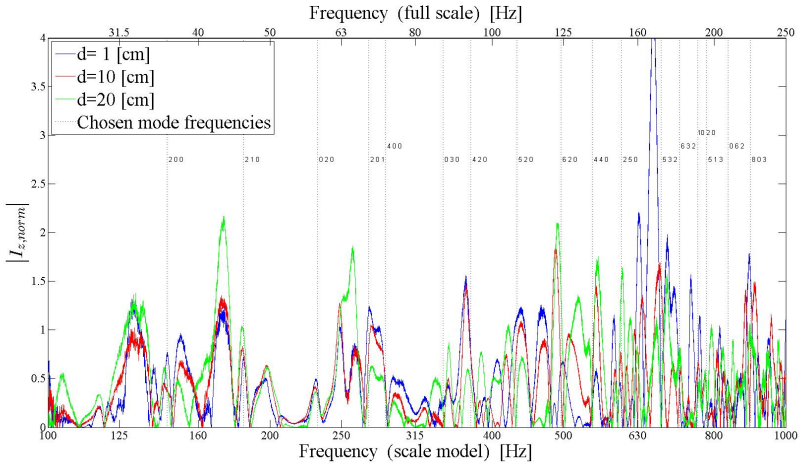 Frequency (full scale) [Hz]
31.5 40 50 63 80 100 125 160 200 250
4
d= 1 [cm]
d=10 [cm]
d=20 [cm]
Chosen mode frequencies
3.5
3
2.5
2
1.5
1
0.5
0
|I_z,norm|
1020
400 632 062
200 210 020 201 030 420 520 620 440 250 532 513 803
100 125 160 200 250 315 400 500 630 800 1000
Frequency (scale model) [Hz]